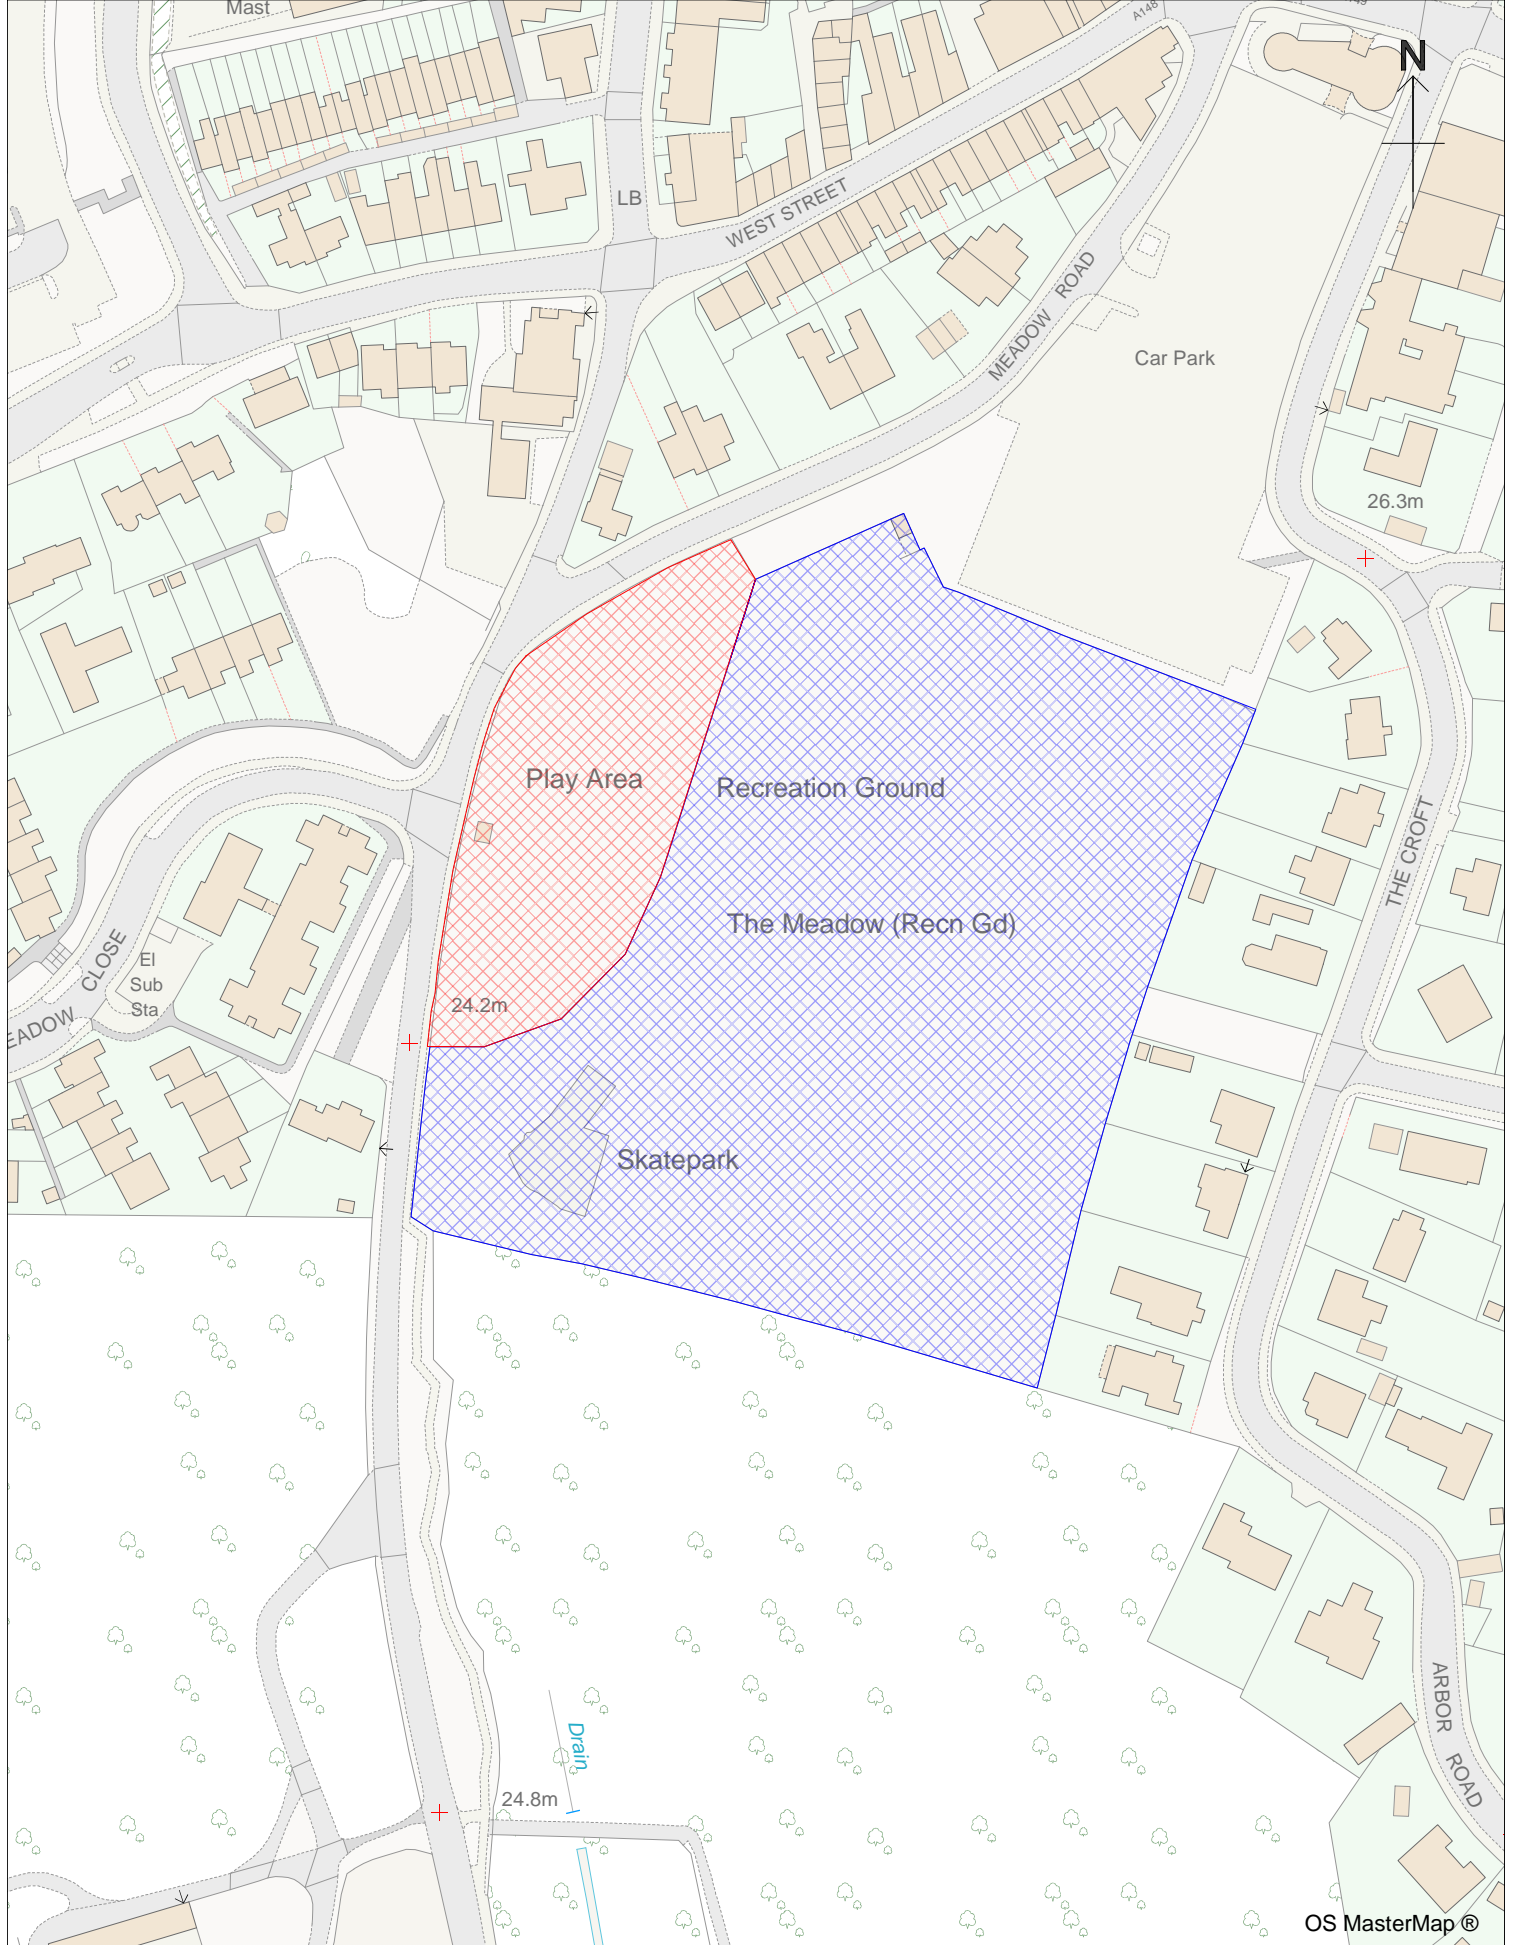 Mast
A148
N
LB
WEST STREET
MEADOW ROAD
Car Park
26.3m
Play Area
Recreation Ground
The Meadow (Recn Gd)
THE CROFT
El
Sub
Sta
EADOW CLOSE
24.2m
Skatepark
ARBOR ROAD
Drain
24.8m
OS MasterMap ®